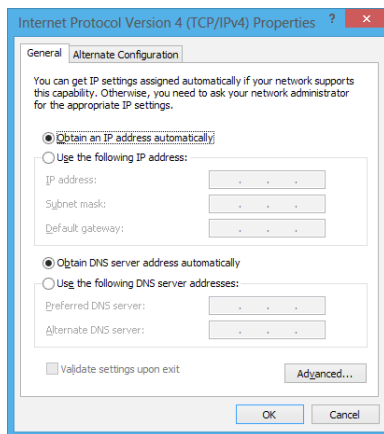 Internet Protocol Version 4 (TCP/IPv4) Properties ? ×
General Alternate Configuration
You can get IP settings assigned automatically if your network supports
this capability. Otherwise, you need to ask your network administrator
for the appropriate IP settings.
Obtain an IP address automatically
Use the following IP address:
IP address: . . .
Subnet mask: . . .
Default gateway: . . .
Obtain DNS server address automatically
Use the following DNS server addresses:
Preferred DNS server: . . .
Alternate DNS server: . . .
Validate settings upon exit
Advanced...
OK Cancel